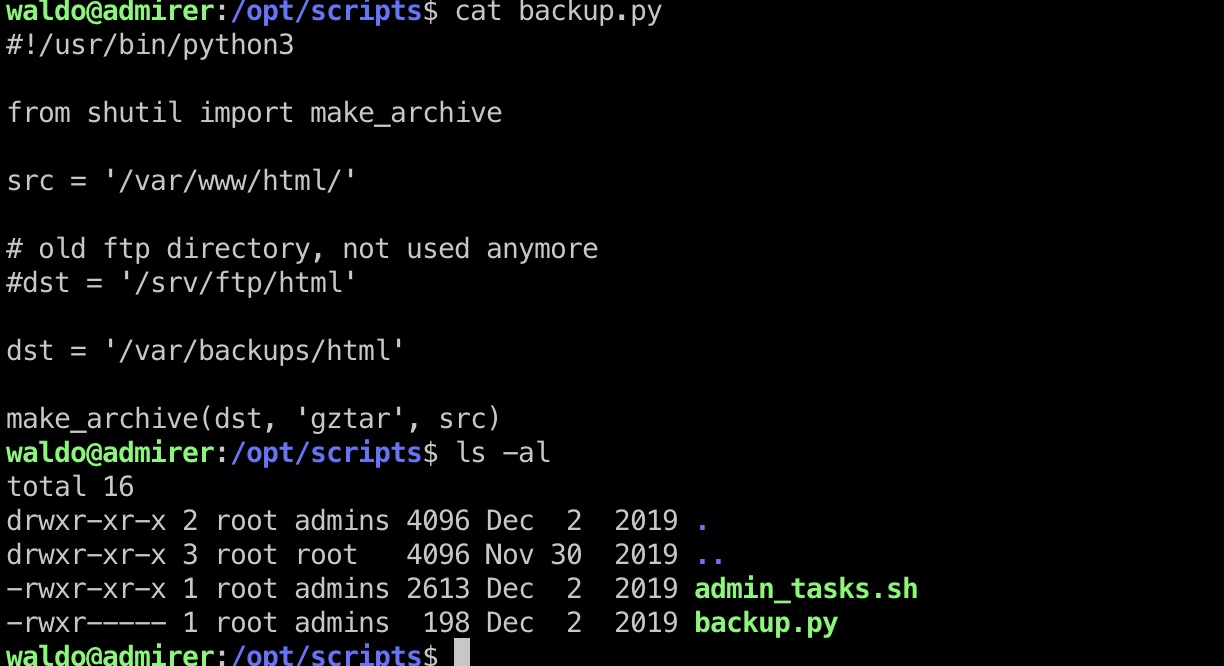 waldo@admirer:/opt/scripts$ cat backup.py
#!/usr/bin/python3
from shutil import make_archive
src = '/var/www/html/'
# old ftp directory, not used anymore
#dst = '/srv/ftp/html'
dst = '/var/backups/html'
make_archive(dst, 'gztar', src)
waldo@admirer:/opt/scripts$ ls -al
total 16
drwxr-xr-x 2 root admins 4096 Dec  2  2019 .
drwxr-xr-x 3 root root   4096 Nov 30  2019 ..
-rwxr-xr-x 1 root admins 2613 Dec  2  2019 admin_tasks.sh
-rwxr----- 1 root admins  198 Dec  2  2019 backup.py
waldo@admirer:/opt/scripts$